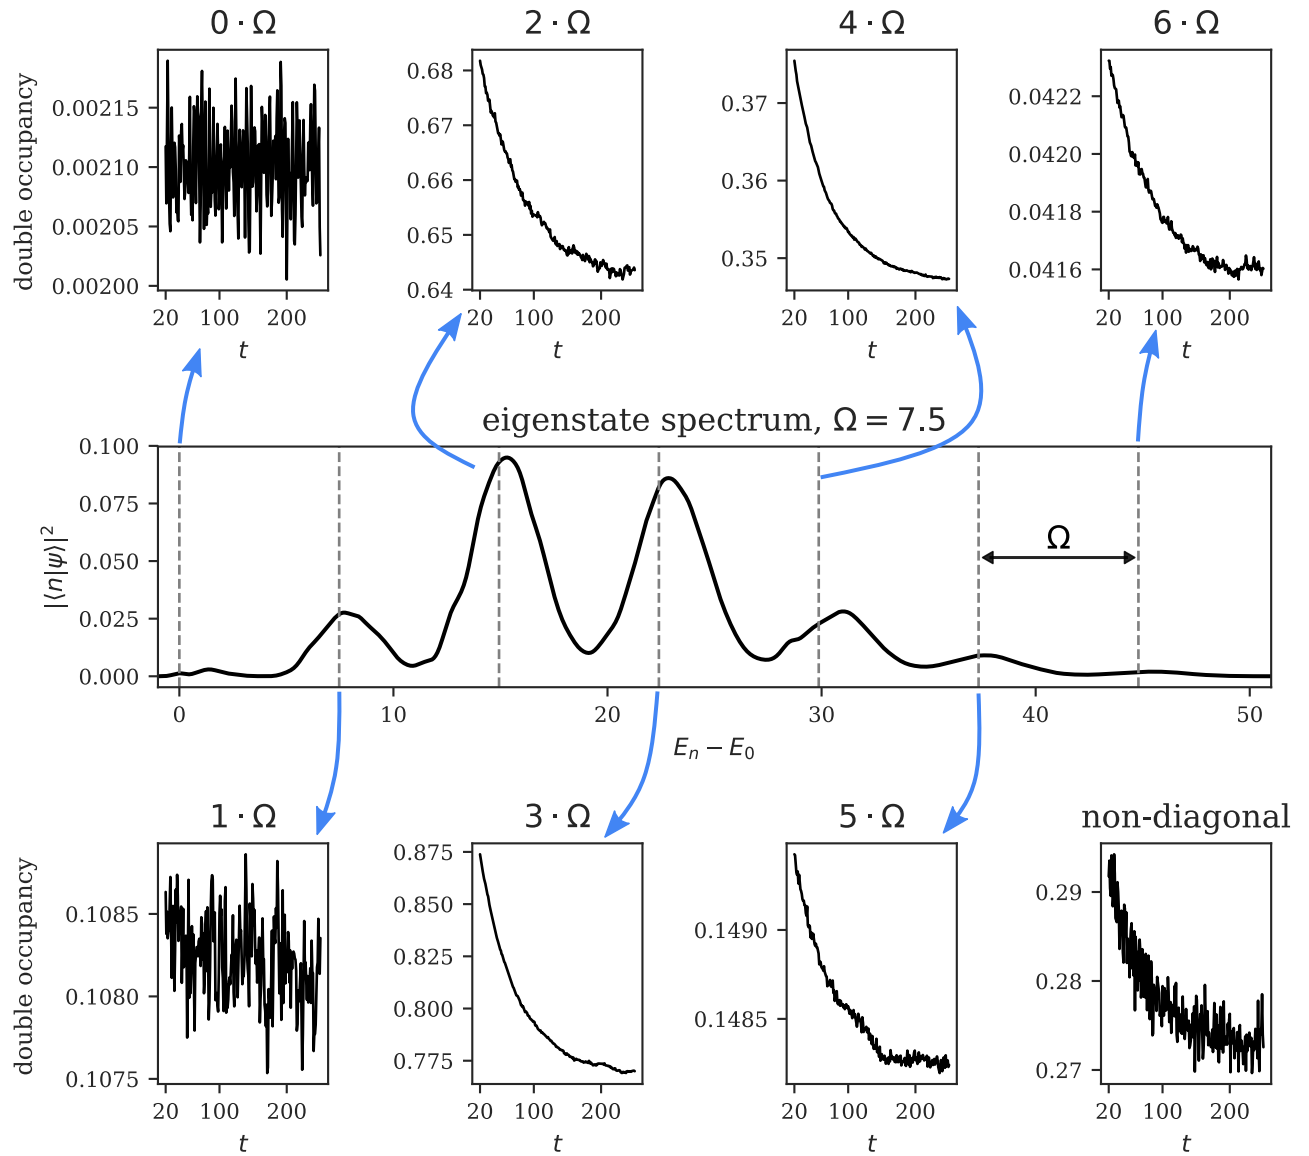 0 · Ω
2 · Ω
4 · Ω
6 · Ω
double occupancy
0.00215
0.00210
0.00205
0.00200
20 100 200
t
0.68
0.67
0.66
0.65
0.64
20 100 200
t
0.37
0.36
0.35
20 100 200
t
0.0422
0.0420
0.0418
0.0416
20 100 200
t
eigenstate spectrum, Ω = 7.5
|⟨n|ψ⟩|²
0.100
0.075
0.050
0.025
0.000
Ω
0 10 20 30 40 50
Eₙ − E₀
1 · Ω
3 · Ω
5 · Ω
non-diagonal
double occupancy
0.1085
0.1080
0.1075
20 100 200
t
0.875
0.850
0.825
0.800
0.775
20 100 200
t
0.1490
0.1485
20 100 200
t
0.29
0.28
0.27
20 100 200
t